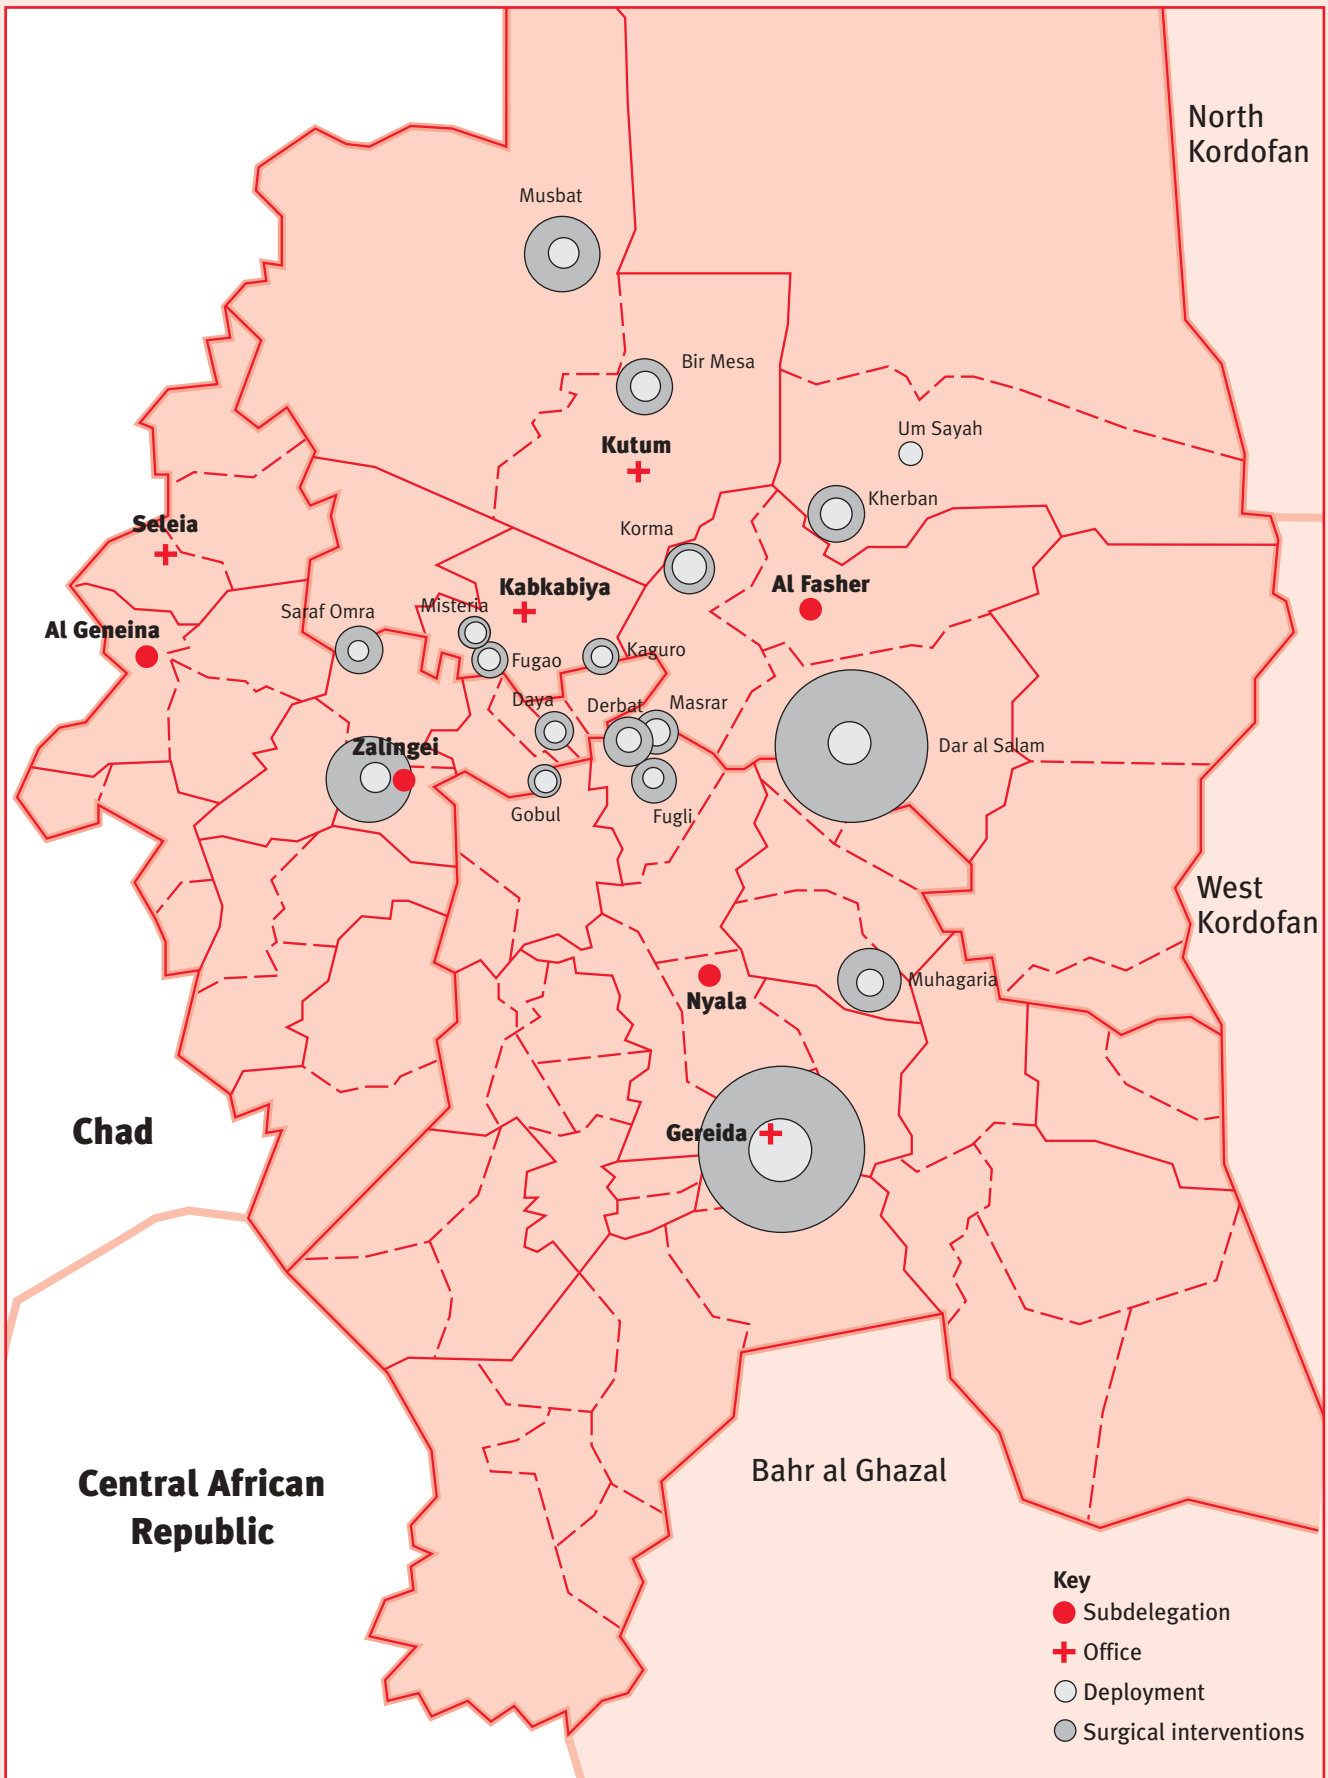 North
Kordofan
Musbat
Bir Mesa
Um Sayah
Kutum
Kherban
Seleia
Korma
Al Fasher
Kabkabiya
Saraf Omra
Misteria
Al Geneina
Kaguro
Fugao
Daya
Derbat
Masrar
Zalingei
Dar al Salam
Gobul
Fugli
West
Kordofan
Muhagaria
Nyala
Chad
Gereida
Bahr al Ghazal
Central African
Republic
Key
Subdelegation
Office
Deployment
Surgical interventions